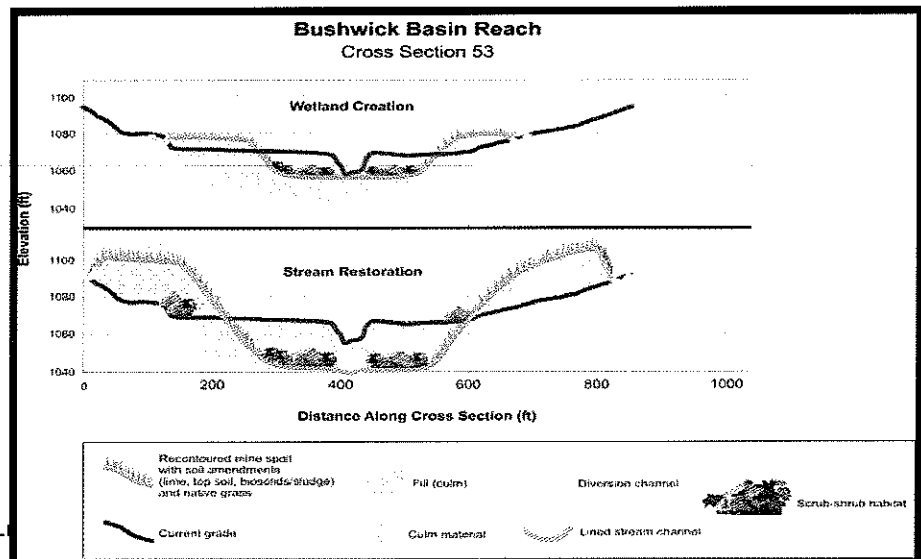 Bushwick Basin Reach
Cross Section 53
Wetland Creation
1100
1080
1060
1040
Elevation (ft)
Stream Restoration
1100
1080
1060
1040
0
200
400
600
800
1000
Distance Along Cross Section (ft)
Recontoured mine spoil
with soil amendments
(lime, top soil, biosolids/sludge)
and native grass
Fill (culm)
Diversion channel
Scrub-shrub habitat
Current grade
Culm material
Lined stream channel